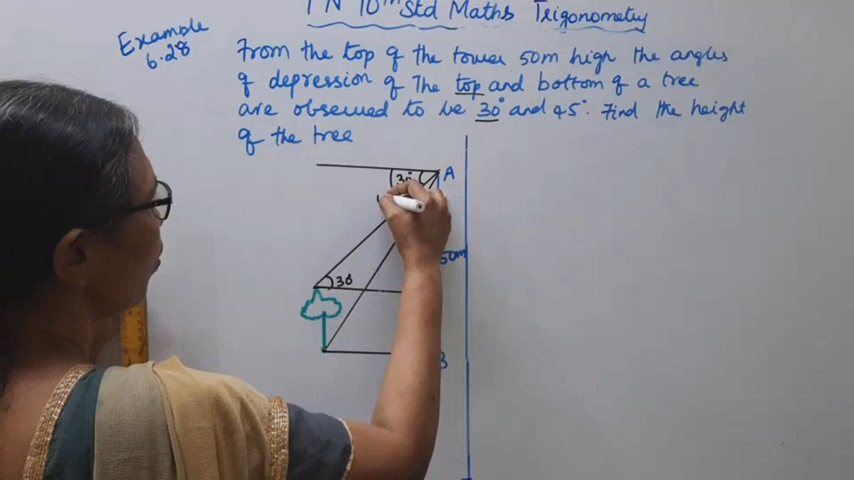 TN 10th Std Maths Trigonometry
Example
6.28
From the top of the tower 50m high the angles
of depression of The top and bottom of a tree
are observed to be 30° and 45°. Find the height
of the tree
A
30°
50m
30°
B